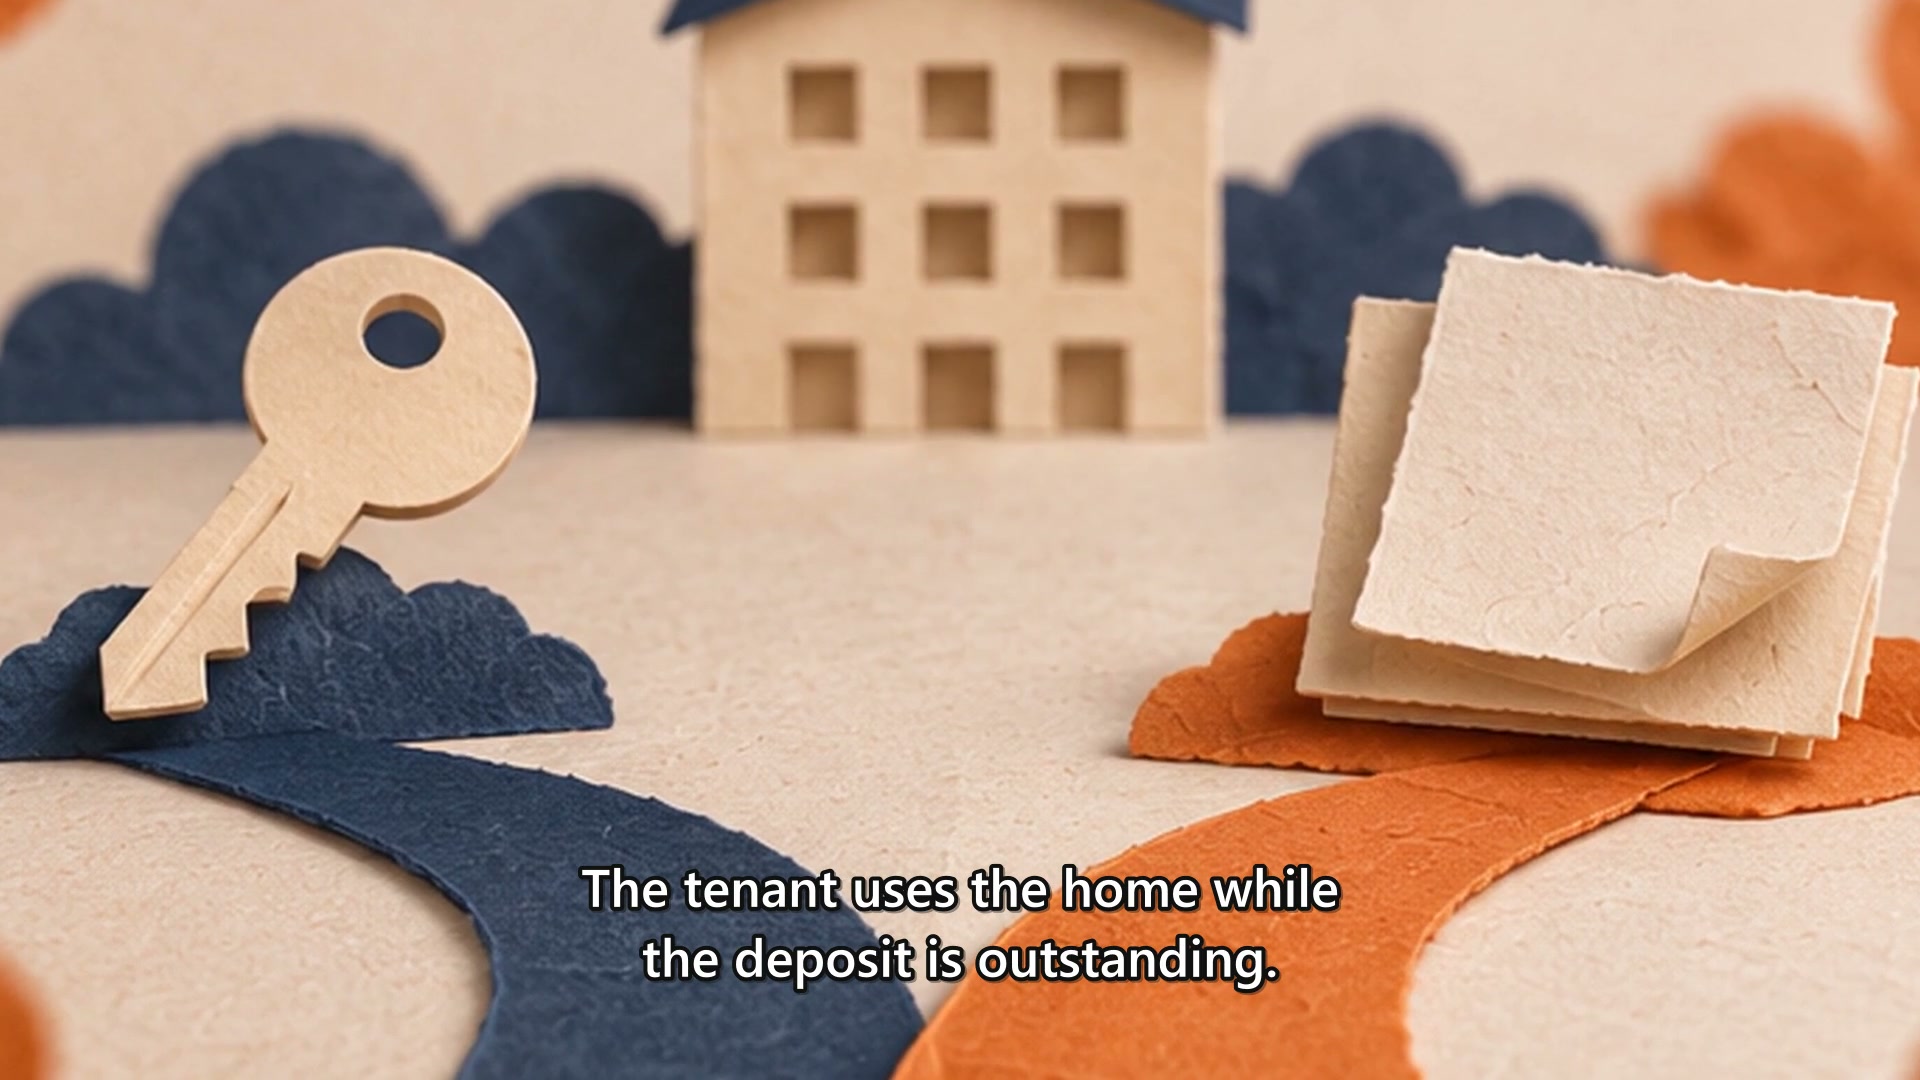 The tenant uses the home while
the deposit is outstanding.